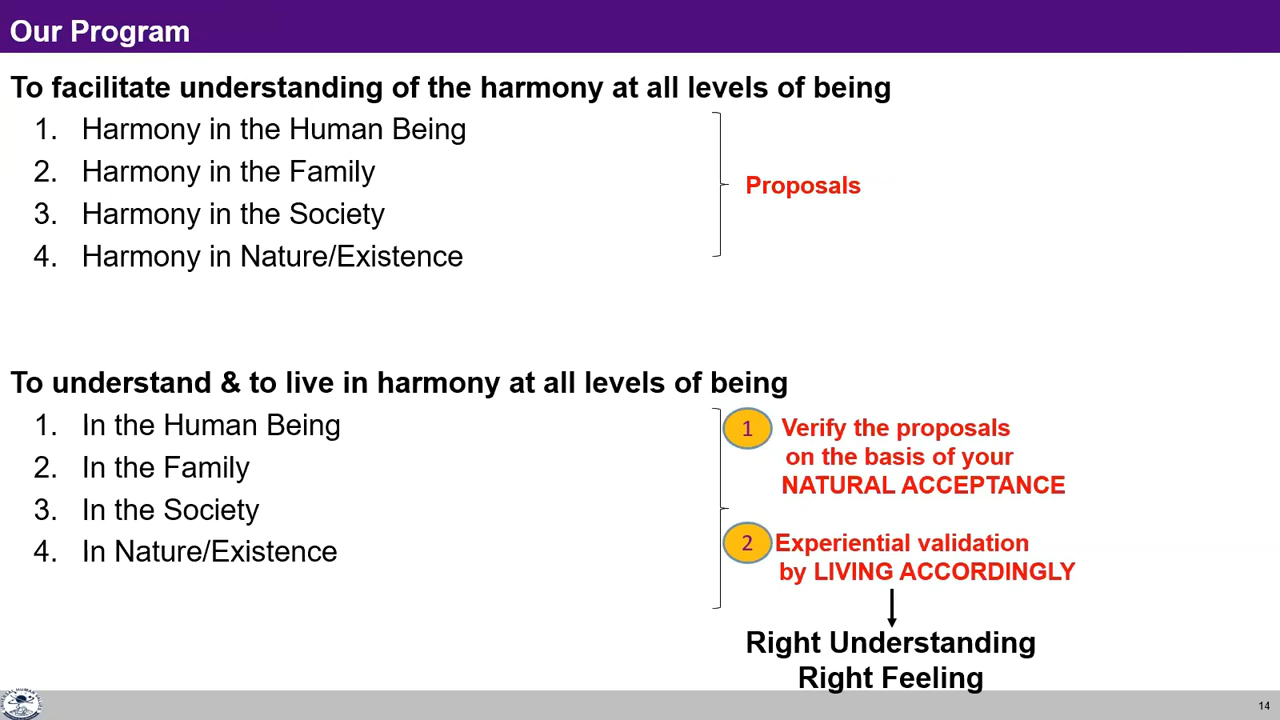 Our Program
To facilitate understanding of the harmony at all levels of being
1. Harmony in the Human Being
2. Harmony in the Family
3. Harmony in the Society
4. Harmony in Nature/Existence
Proposals
To understand & to live in harmony at all levels of being
1. In the Human Being
2. In the Family
3. In the Society
4. In Nature/Existence
1 Verify the proposals
on the basis of your
NATURAL ACCEPTANCE
2 Experiential validation
by LIVING ACCORDINGLY
Right Understanding
Right Feeling
14